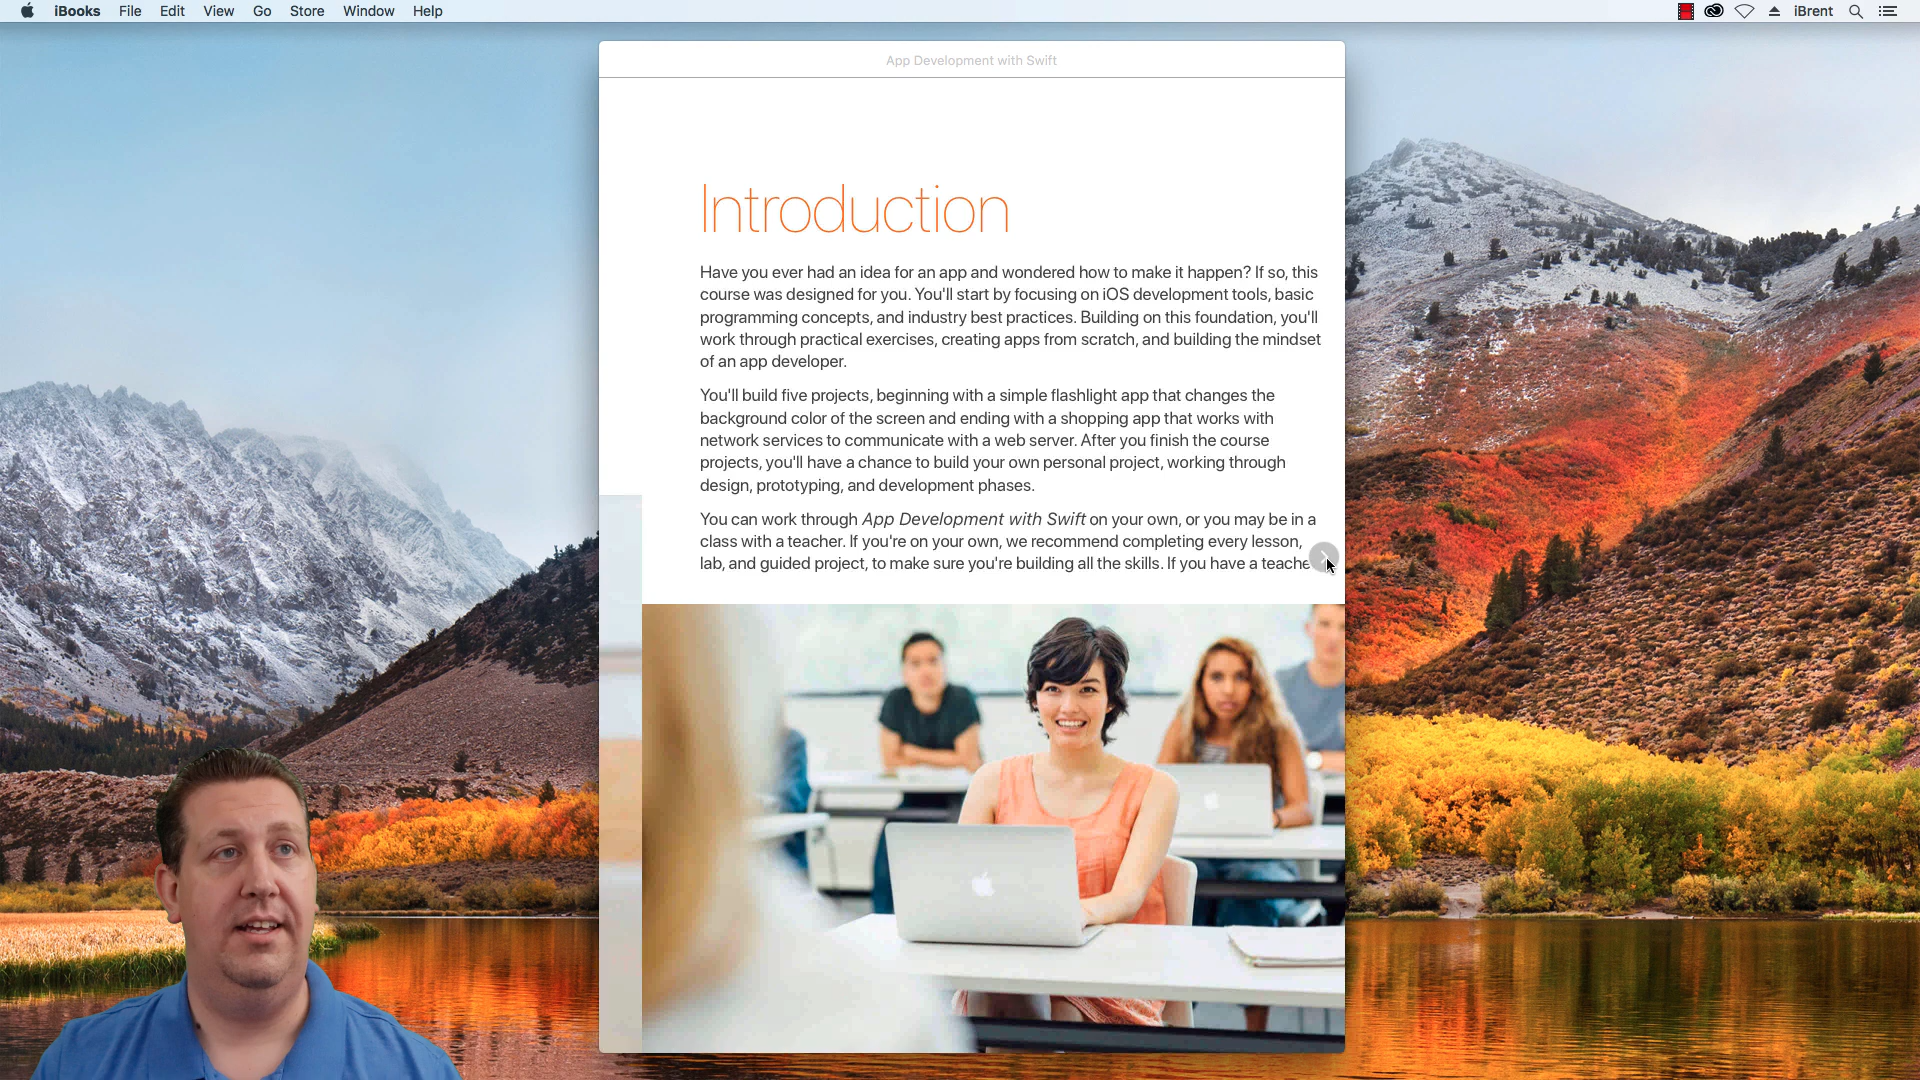 iBooks File Edit View Go Store Window Help iBrent
App Development with Swift
Introduction
Have you ever had an idea for an app and wondered how to make it happen? If so, this
course was designed for you. You'll start by focusing on iOS development tools, basic
programming concepts, and industry best practices. Building on this foundation, you'll
work through practical exercises, creating apps from scratch, and building the mindset
of an app developer.
You'll build five projects, beginning with a simple flashlight app that changes the
background color of the screen and ending with a shopping app that works with
network services to communicate with a web server. After you finish the course
projects, you'll have a chance to build your own personal project, working through
design, prototyping, and development phases.
You can work through App Development with Swift on your own, or you may be in a
class with a teacher. If you're on your own, we recommend completing every lesson,
lab, and guided project, to make sure you're building all the skills. If you have a teache